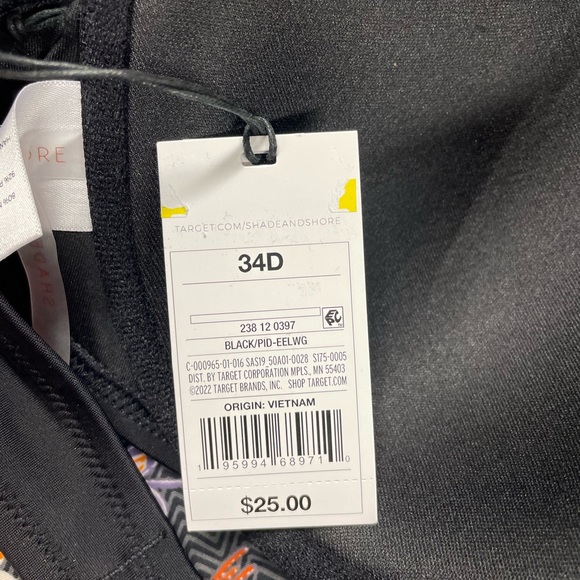 TARGET.COM/SHADEANDSHORE
34D
238 12 0397
BLACK/PID-EELWG
C-000965-01-016 SAS19_50A01-0028 S175-0005
DIST. BY TARGET CORPORATION MPLS., MN 55403
©2022 TARGET BRANDS, INC. SHOP TARGET.COM
ORIGIN: VIETNAM
1 95994 68971 0
$25.00
ORE